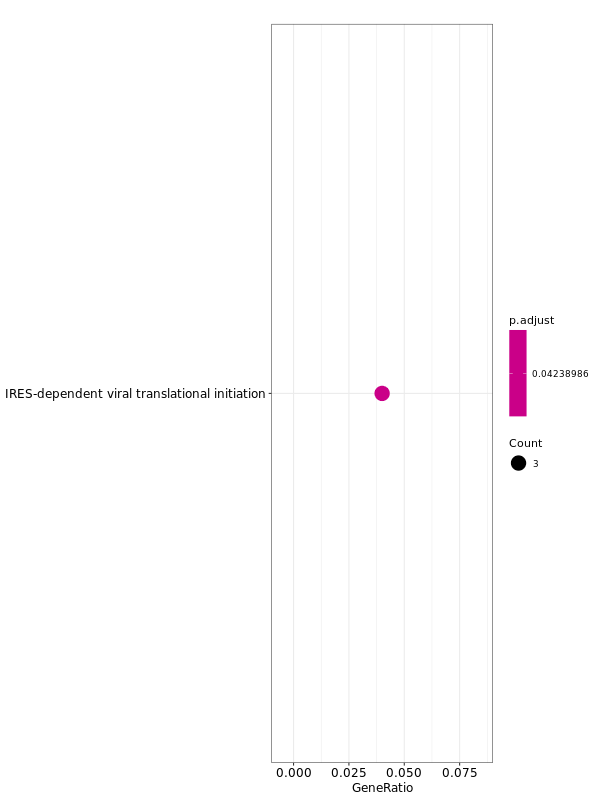 IRES-dependent viral translational initiation
0.000 0.025 0.050 0.075
GeneRatio
p.adjust
0.04238986
Count
3